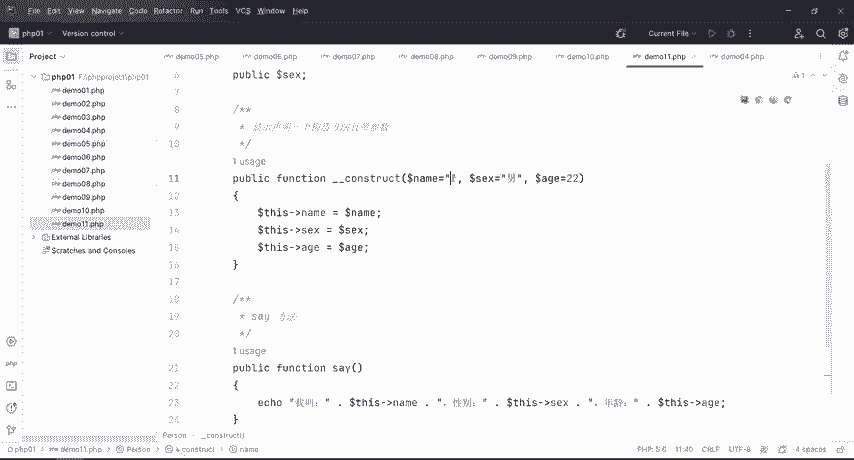 File Edit View Navigate Code Refactor Run Tools VCS Window Help
php01 Version control Current File
Project demo05.php demo06.php demo07.php demo08.php demo09.php demo10.php demo11.php demo04.php
php01 F:\phpproject\php01
demo01.php
demo02.php
demo03.php
demo04.php
demo05.php
demo06.php
demo07.php
demo08.php
demo09.php
demo10.php
demo11.php
External Libraries
Scratches and Consoles
6 public $sex;
7
8 /**
9 *
10 */
1 usage
11 public function __construct($name="", $sex="男", $age=22)
12 {
13 $this->name = $name;
14 $this->sex = $sex;
15 $this->age = $age;
16 }
17
18 /**
19 * say 方法
20 */
1 usage
21 public function say()
22 {
23 echo "我叫：" . $this->name . "，性别：" . $this->sex . "，年龄：" . $this->age;
24 }
Person › __construct()
php01 › demo11.php › Person › __construct › name PHP: 5.6 11:40 CRLF UTF-8 4 spaces